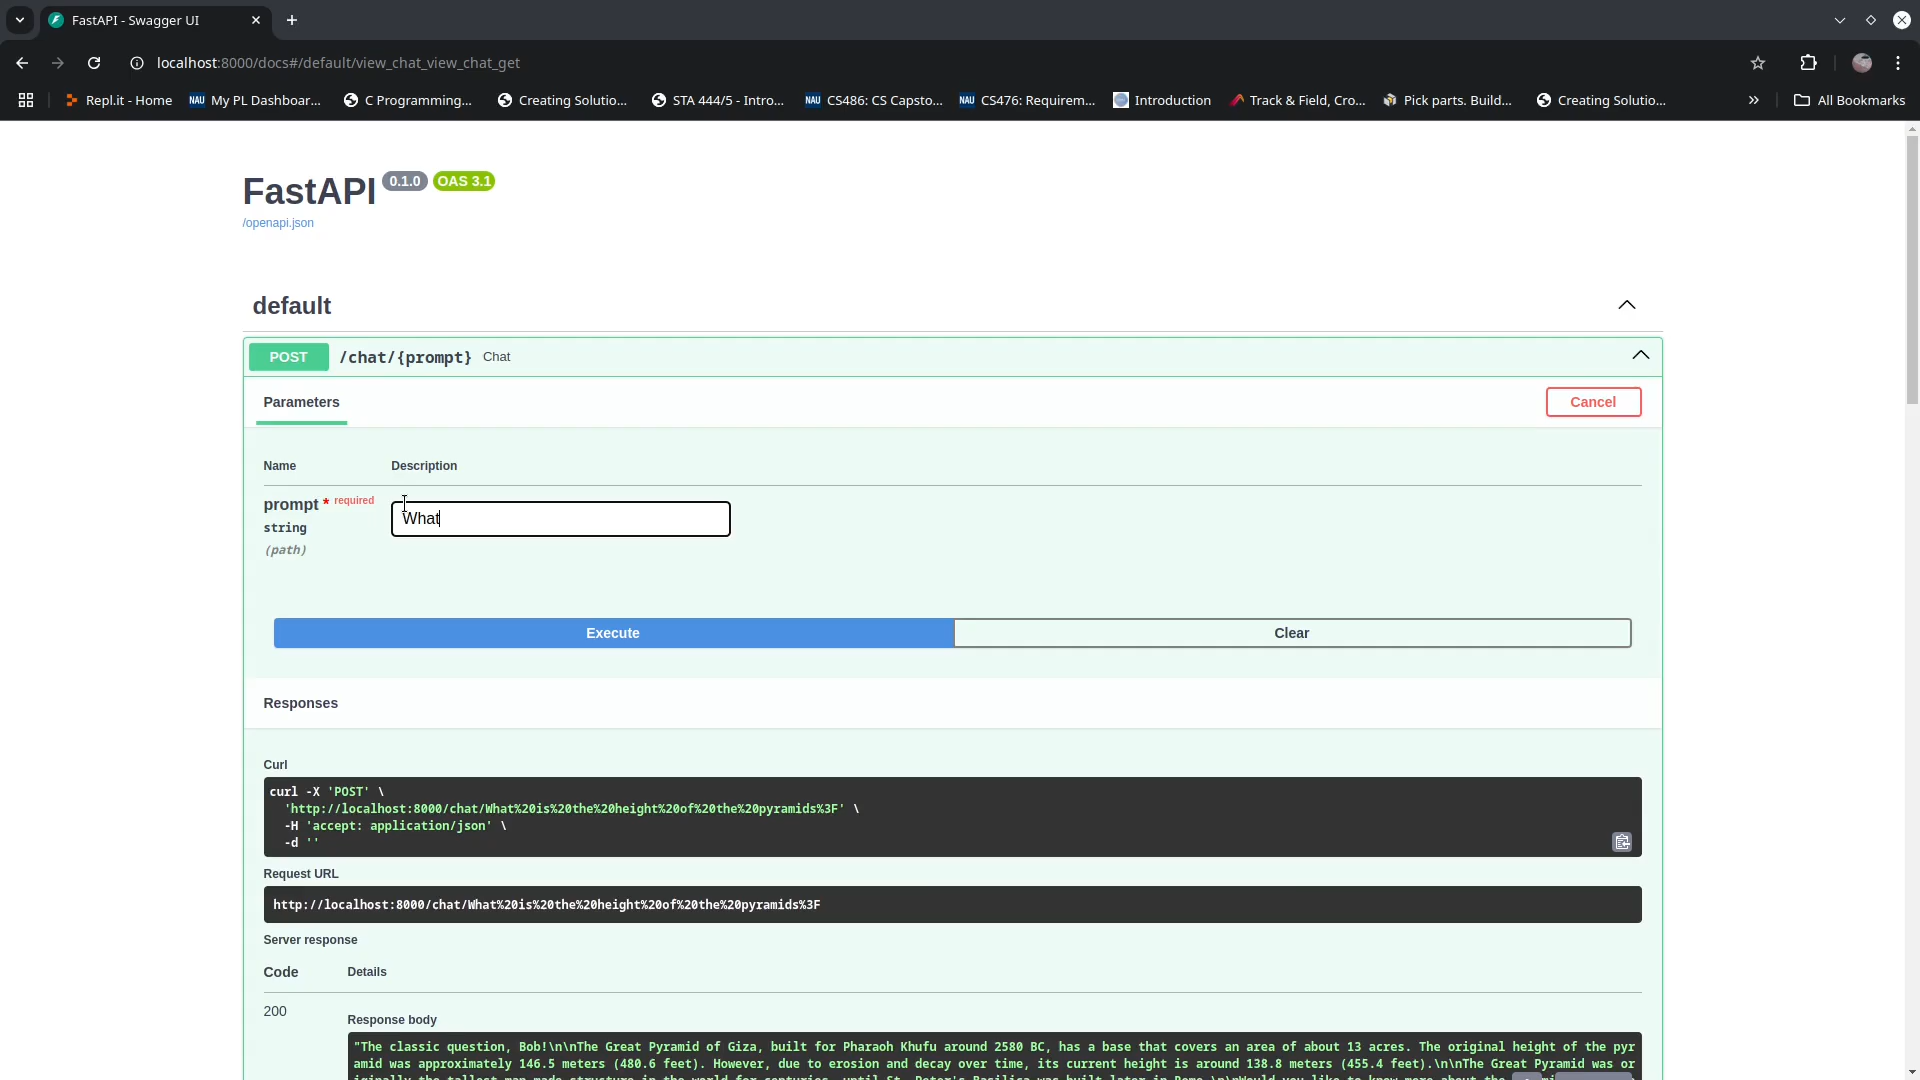 FastAPI - Swagger UI
localhost:8000/docs#/default/view_chat_view_chat_get
Repl.it - Home
NAU My PL Dashboar...
C Programming...
Creating Solutio...
STA 444/5 - Intro...
NAU CS486: CS Capsto...
NAU CS476: Requirem...
Introduction
Track & Field, Cro...
Pick parts. Build...
Creating Solutio...
All Bookmarks
FastAPI 0.1.0 OAS 3.1
/openapi.json
default
POST /chat/{prompt} Chat
Parameters
Cancel
Name Description
prompt * required
string
(path)
What
Execute
Clear
Responses
Curl
curl -X 'POST' \
'http://localhost:8000/chat/What%20is%20the%20height%20of%20the%20pyramids%3F' \
-H 'accept: application/json' \
-d ''
Request URL
http://localhost:8000/chat/What%20is%20the%20height%20of%20the%20pyramids%3F
Server response
Code Details
200
Response body
"The classic question, Bob!\n\nThe Great Pyramid of Giza, built for Pharaoh Khufu around 2580 BC, has a base that covers an area of about 13 acres. The original height of the pyr
amid was approximately 146.5 meters (480.6 feet). However, due to erosion and decay over time, its current height is around 138.8 meters (455.4 feet).\n\nThe Great Pyramid was or